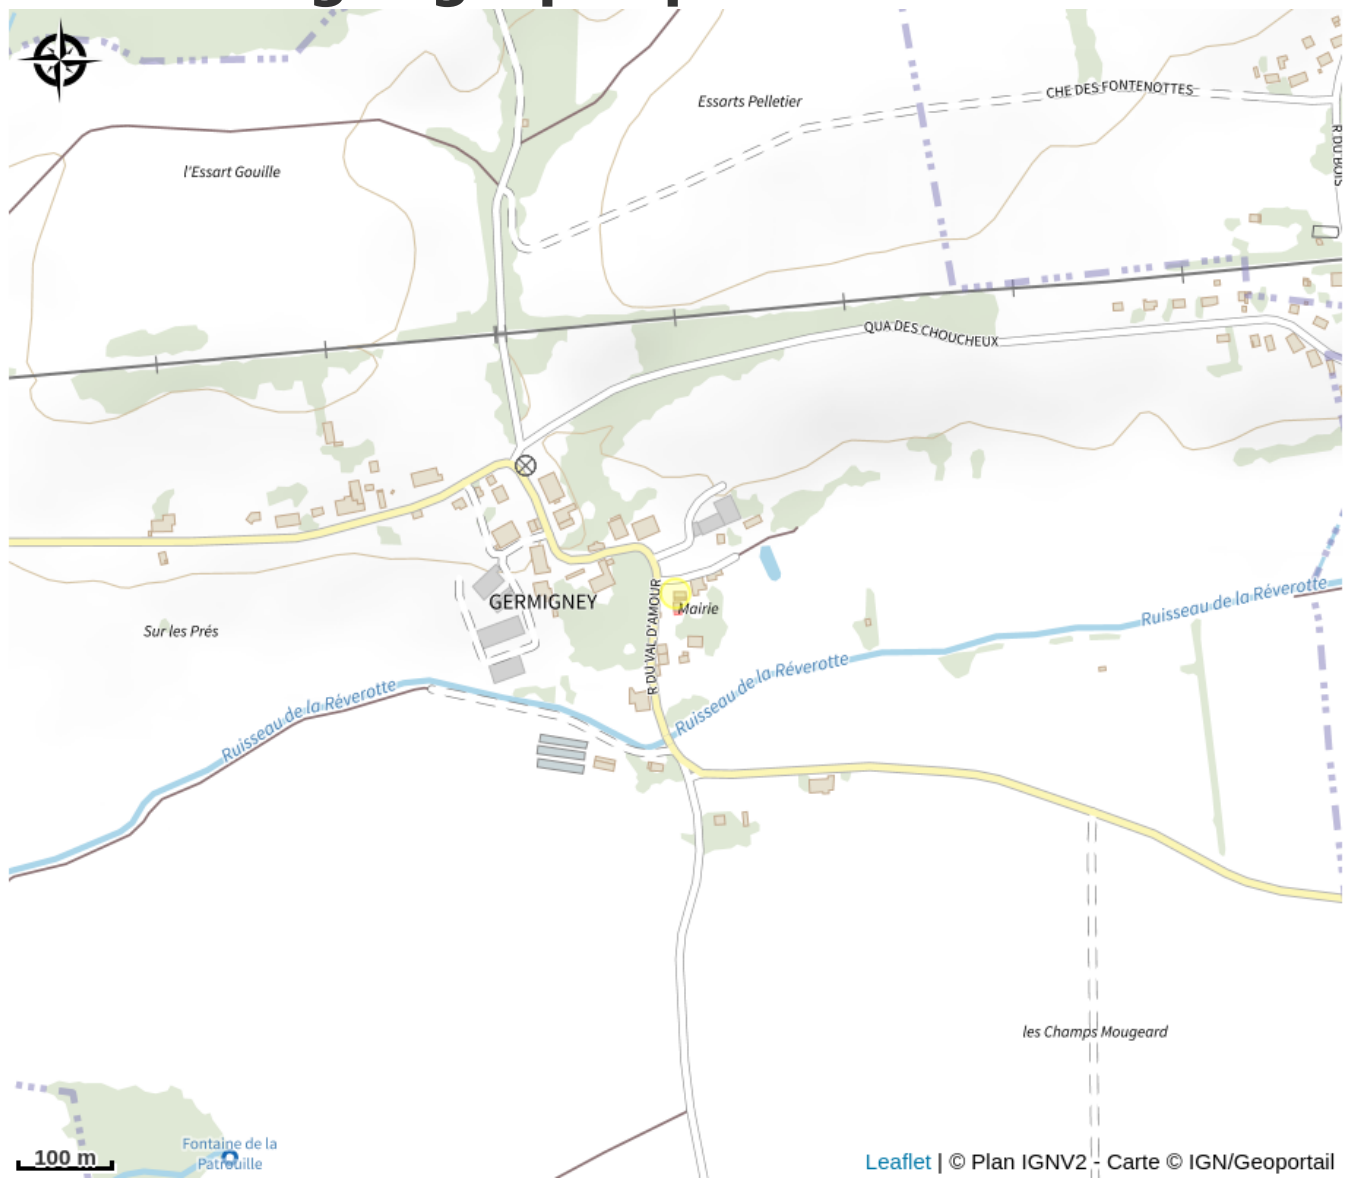 Essarts Pelletier
CHE DES FONTENOTTES
R DU BOIS
l'Essart Gouille
QUA DES CHOUCHEUX
GERMIGNEY
Mairie
R DU VAL D'AMOUR
Sur les Prés
Ruisseau de la Réverotte
Ruisseau de la Réverotte
Ruisseau de la Réverotte
les Champs Mougeard
Fontaine de la
Patrouille
100 m
Leaflet | © Plan IGNV2 - Carte © IGN/Geoportail